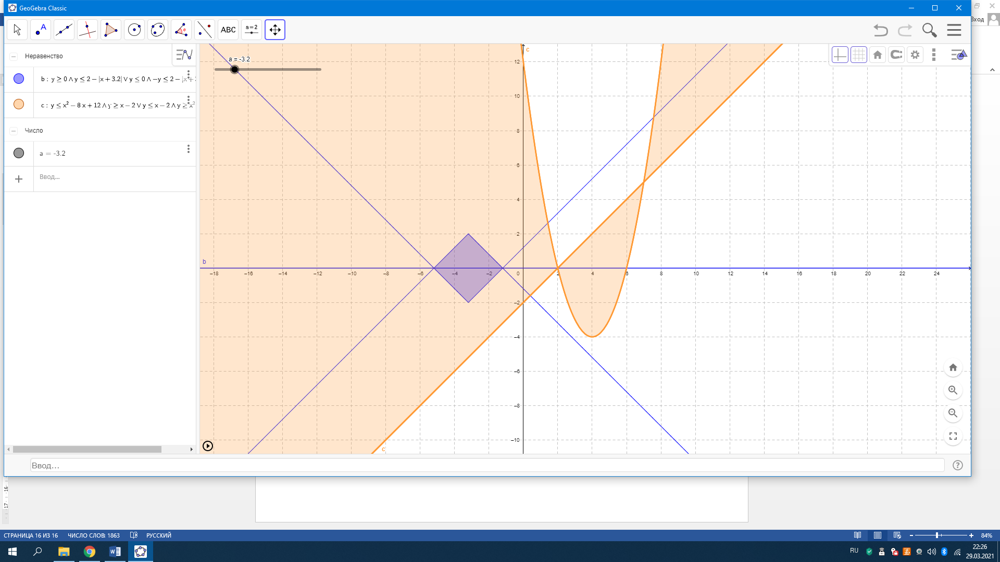 GeoGebra Classic
Вход
ABC
a=2
Неравенство
b : y ≥ 0 ∧ y ≤ 2 − |x + 3.2| ∨ y ≤ 0 ∧ −y ≤ 2 − |x +
c : y ≤ x² − 8 x + 12 ∧ y ≥ x − 2 ∨ y ≤ x − 2 ∧ y ≥ x²
Число
a = -3.2
Ввод...
a = -3.2
c
12
10
8
6
4
2
b
−18 −16 −14 −12 −10 −8 −6 −4 −2 0 2 4 6 8 10 12 14 16 18 20 22 24
−2
−4
−6
−8
−10
c
Ввод...
16
17
СТРАНИЦА 16 ИЗ 16 ЧИСЛО СЛОВ: 1863 РУССКИЙ
84%
RU
22:26
29.03.2021